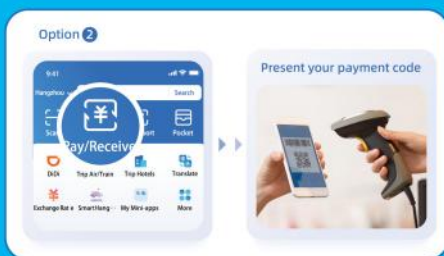 Option 2
Present your payment code
9:41
Hangzhou
Search
Scan
Pay/Receive
Pocket
DiDi
Trip Air/Train
Trip Hotels
Translate
Exchange Rate
SmartHang
My Mini-apps
More